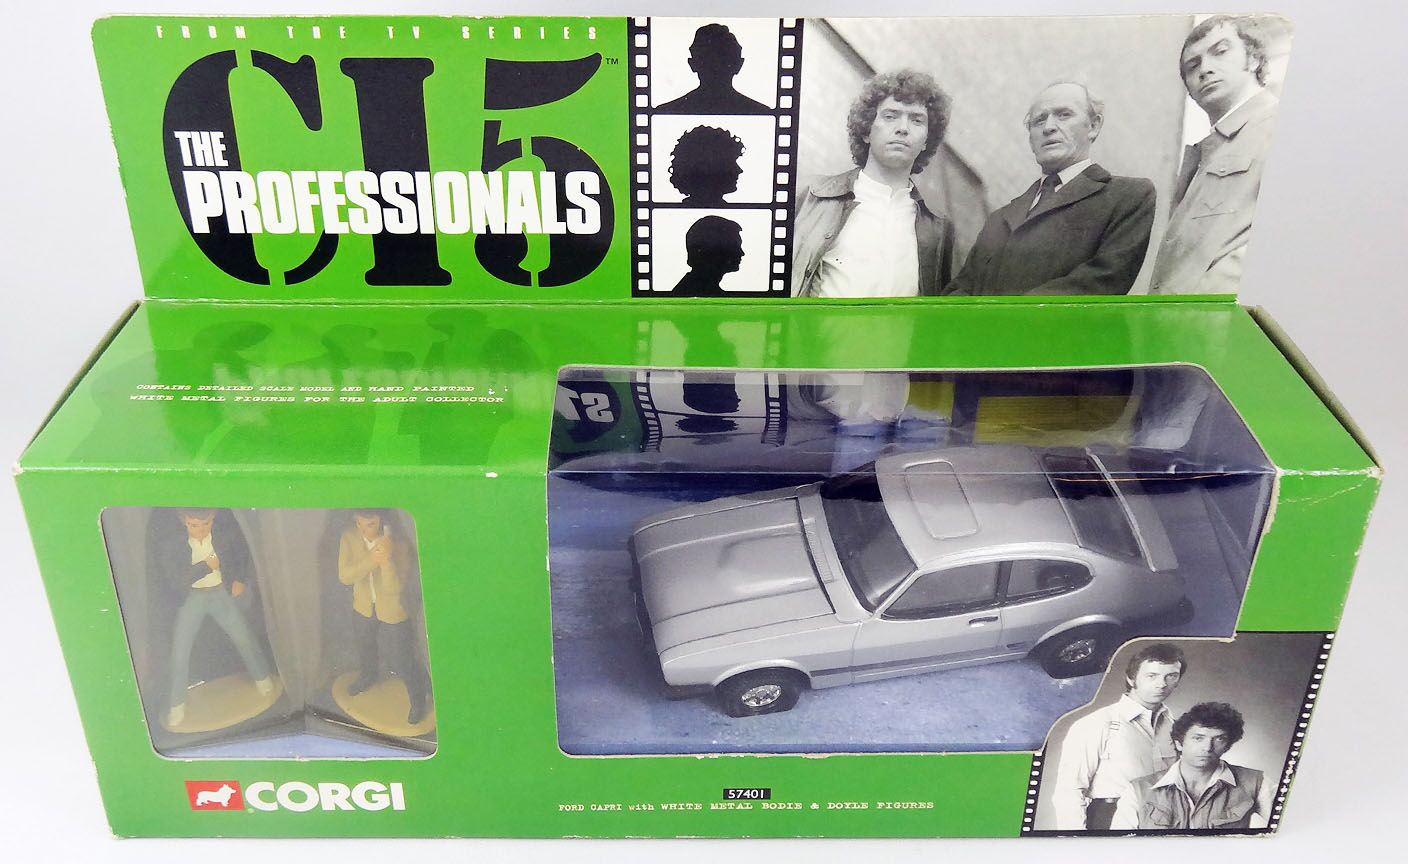 FROM THE TV SERIES
CI5™
THE
PROFESSIONALS
CONTAINS DETAILED SCALE MODEL AND HAND PAINTED
WHITE METAL FIGURES FOR THE ADULT COLLECTOR
CORGI
57401
FORD CAPRI with WHITE METAL BODIE & DOYLE FIGURES